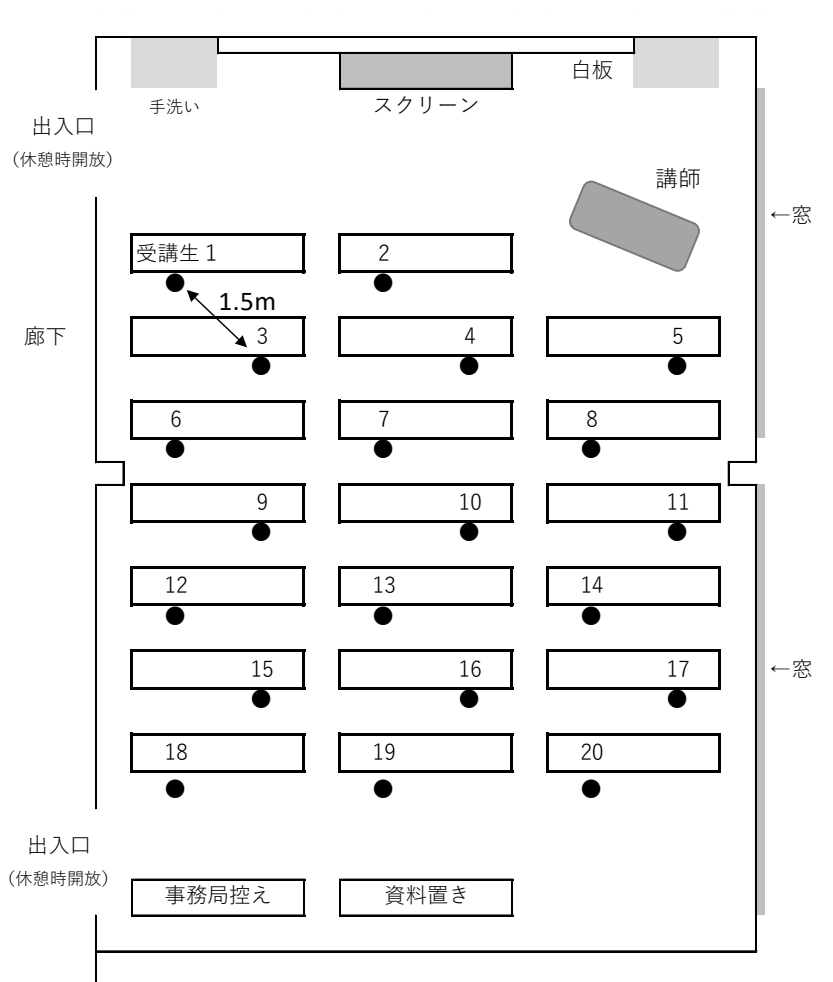 白板
手洗い
スクリーン
出入口
（休憩時開放）
講師
←窓
受講生 1
2
1.5m
廊下
3
4
5
6
7
8
9
10
11
12
13
14
15
16
17
←窓
18
19
20
出入口
（休憩時開放）
事務局控え
資料置き